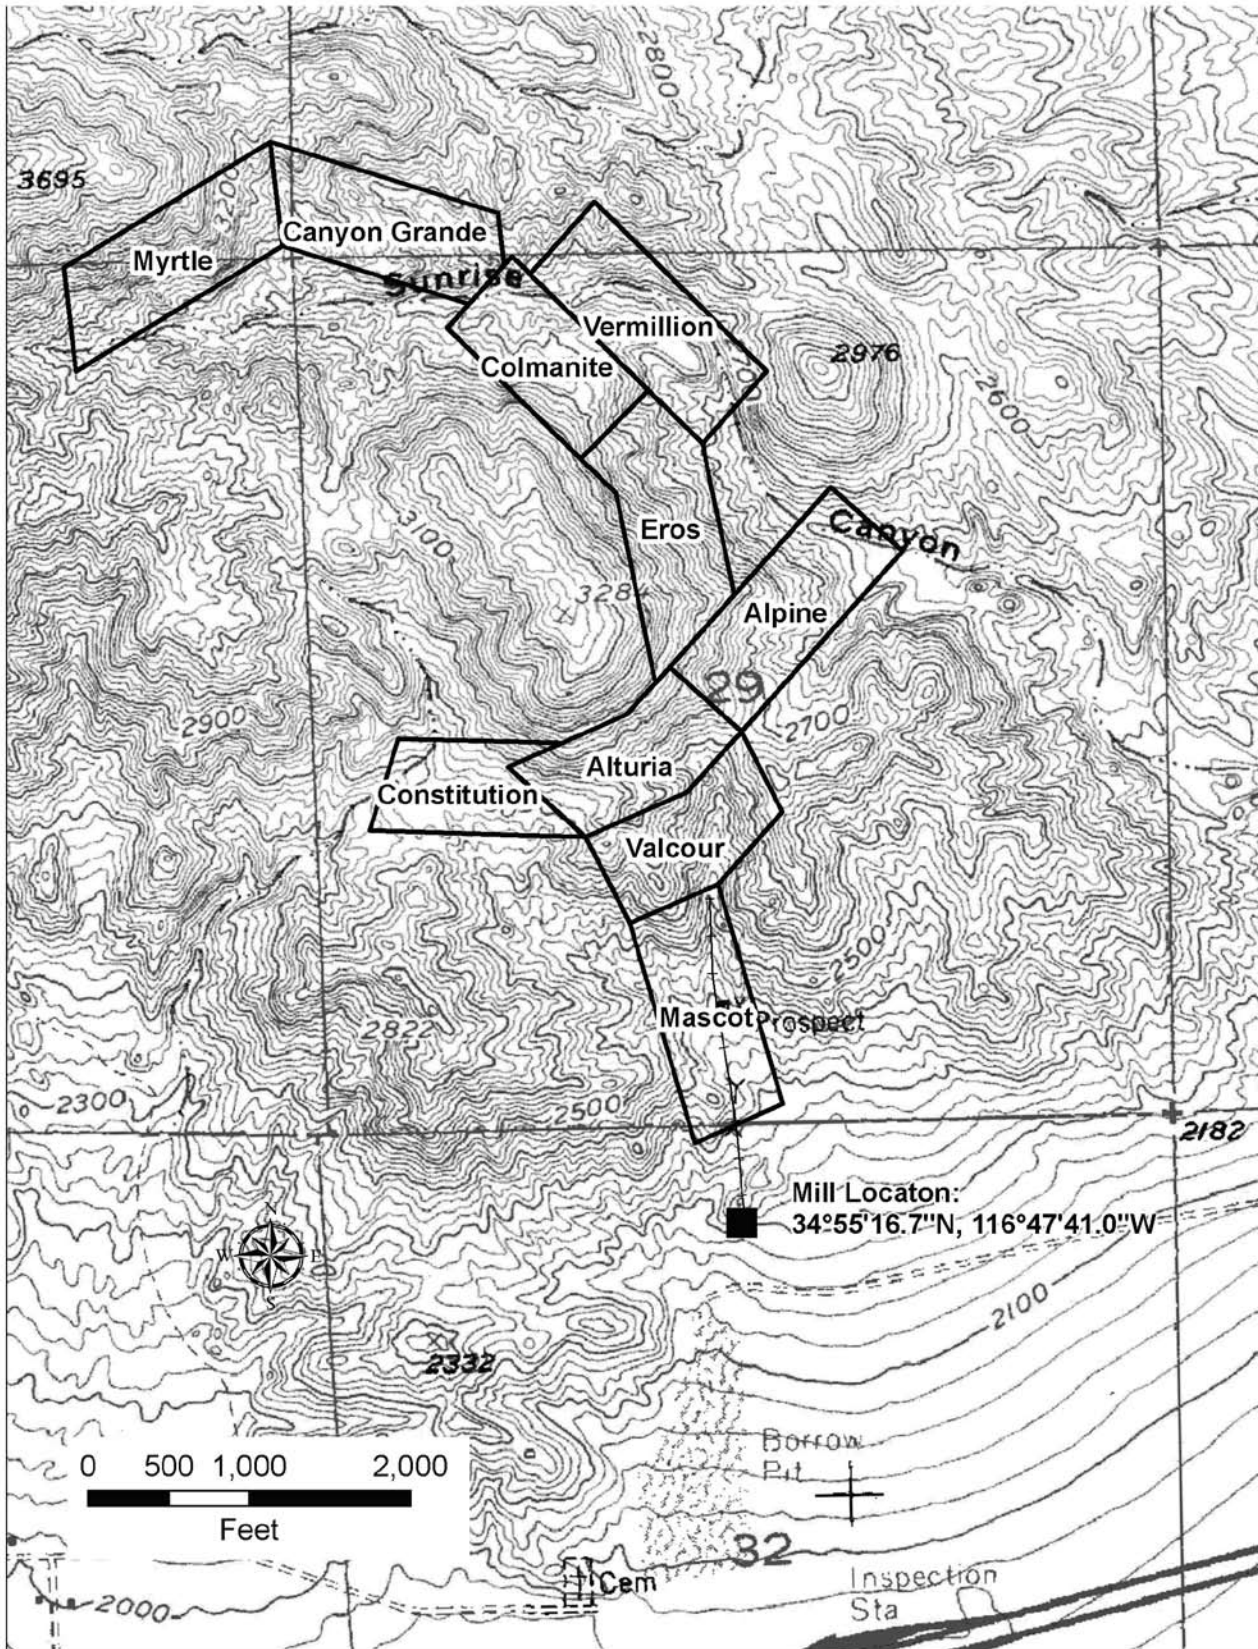 2800
3695
3200
Canyon Grande
Myrtle
Sunrise
Vermillion
2976
Colmanite
2600
Canyon
3100
Eros
Alpine
29
2900
2700
Alturia
Constitution
Valcour
2500
Mascot
Prospect
2822
2300
2500
2182
Mill Locaton:
34°55'16.7"N, 116°47'41.0"W
N
W
E
S
2100
2332
0 500 1,000 2,000
Feet
Borrow
Pit
32
Cem
Inspection
Sta
2000